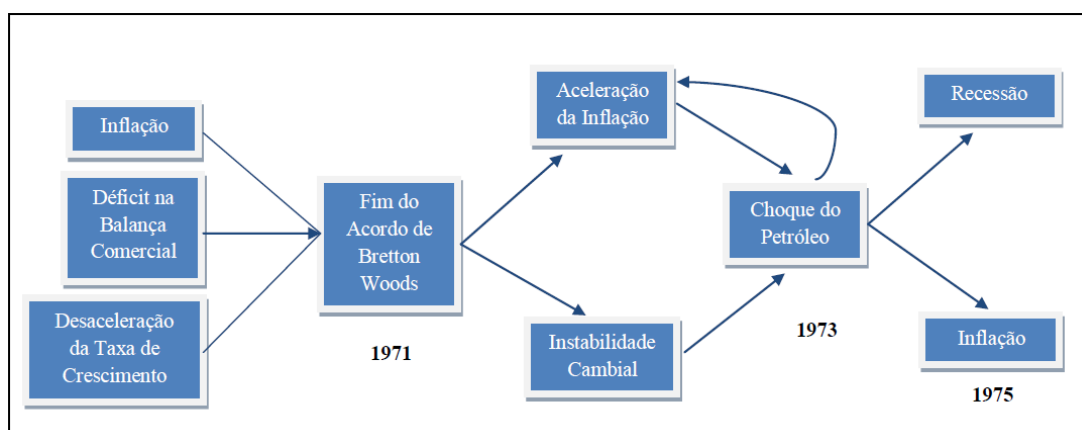 Inflação
Déficit na
Balança
Comercial
Desaceleração
da Taxa de
Crescimento
Fim do
Acordo de
Bretton
Woods
1971
Aceleração
da Inflação
Instabilidade
Cambial
Choque do
Petróleo
1973
Recessão
Inflação
1975